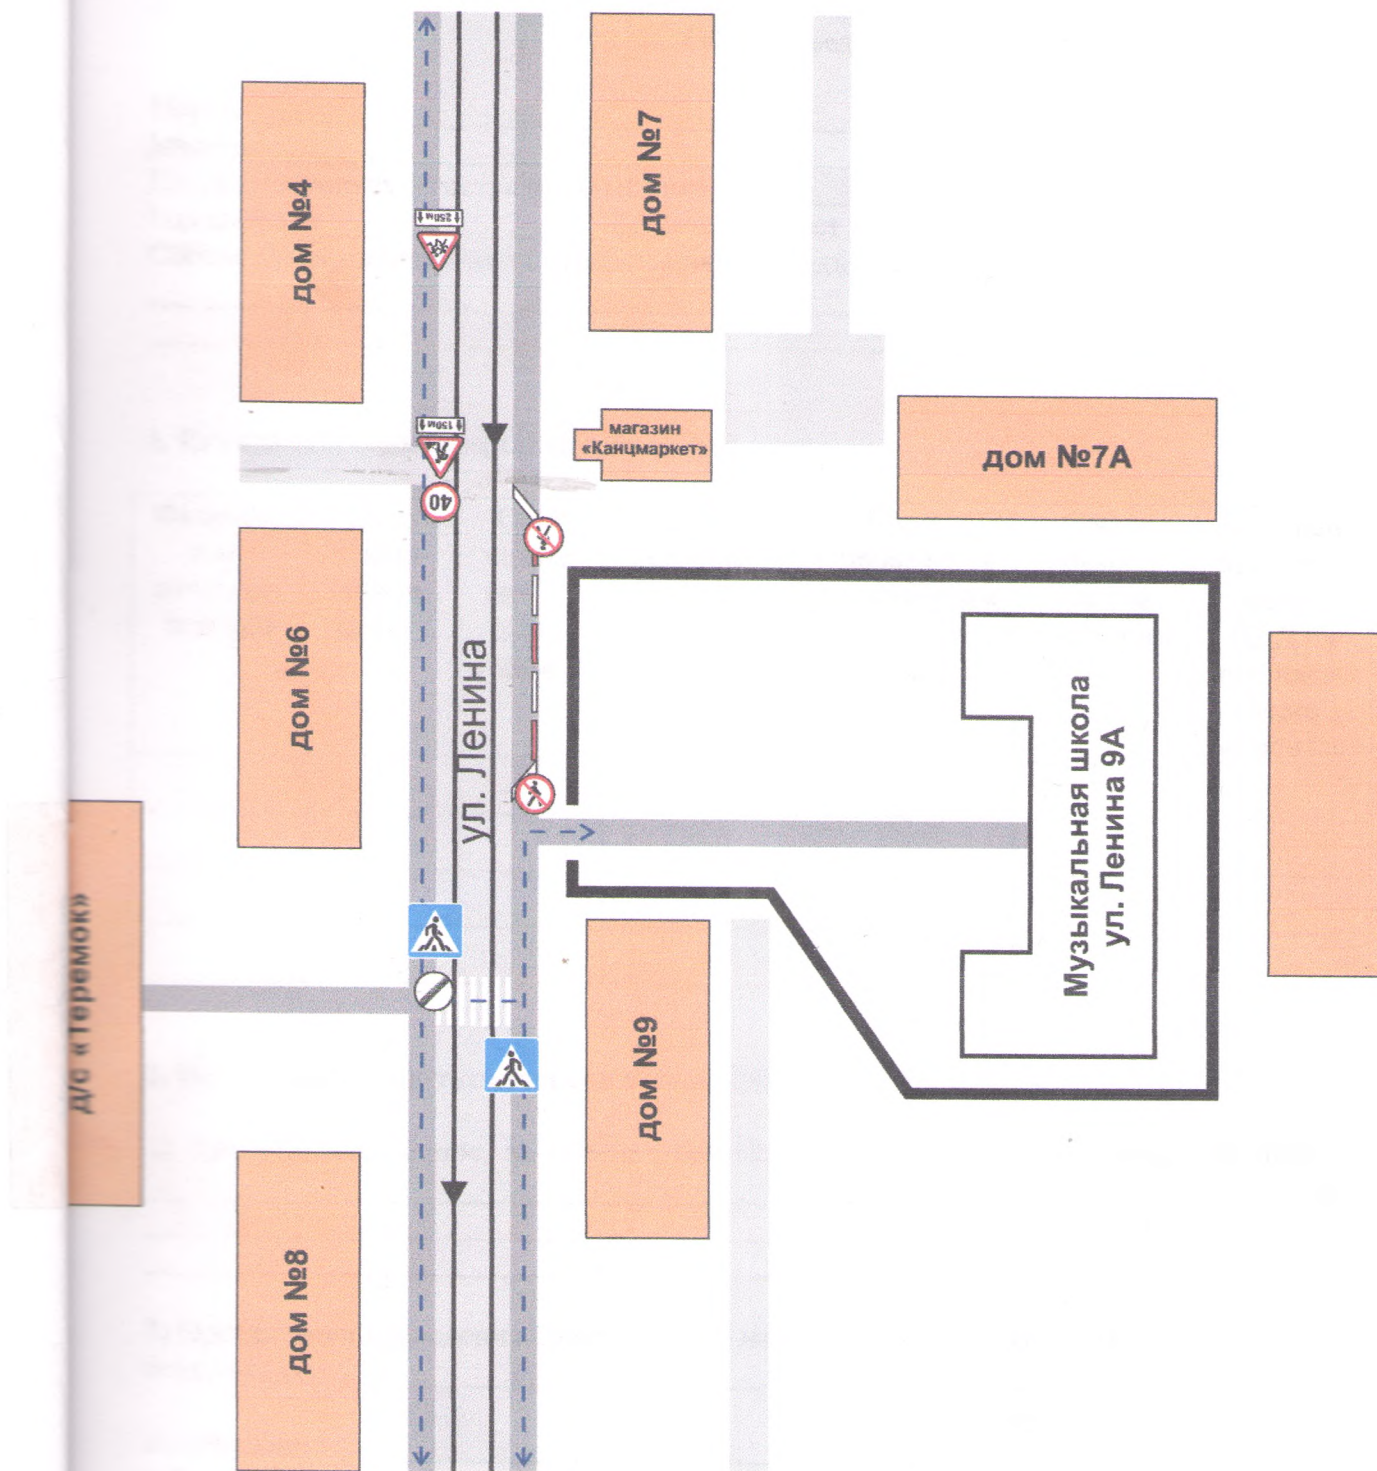 дом №4
дом №7
250м
магазин
«Канцмаркет»
дом №7А
150м
40
дом №6
ул. Ленина
Музыкальная школа
ул. Ленина 9А
д/с «Теремок»
дом №9
дом №8